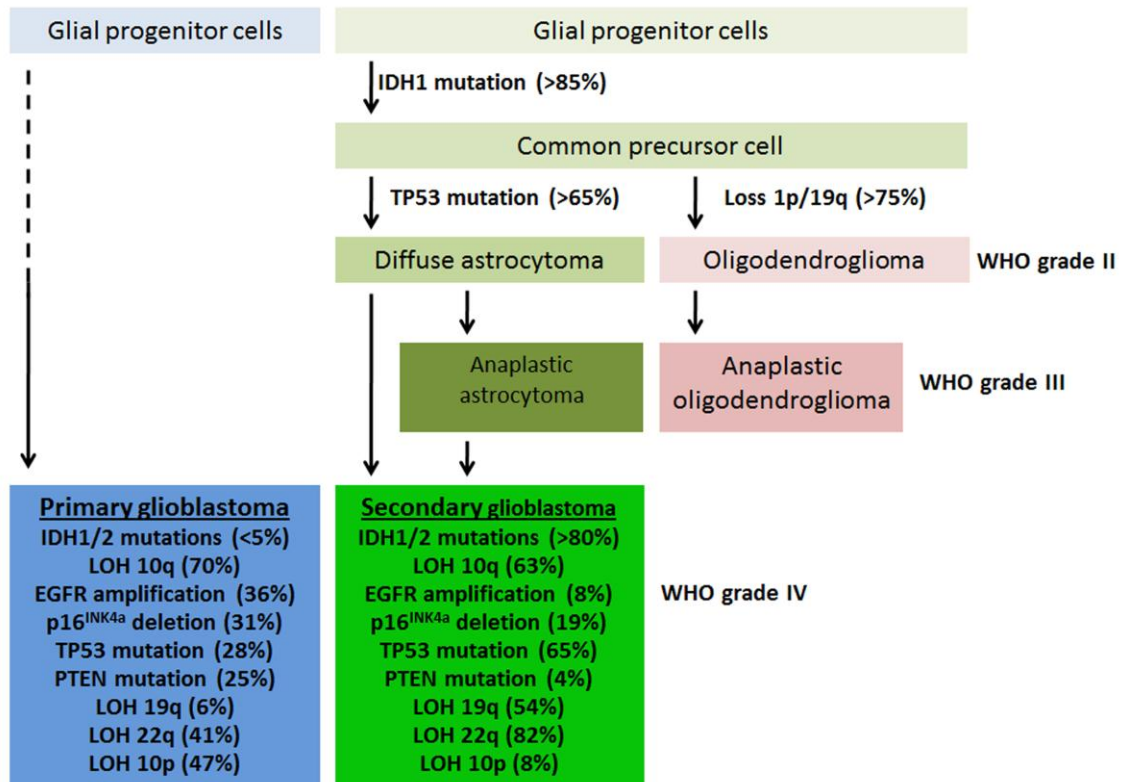 Glial progenitor cells
Glial progenitor cells
IDH1 mutation (>85%)
Common precursor cell
TP53 mutation (>65%)
Loss 1p/19q (>75%)
Diffuse astrocytoma
Oligodendroglioma
WHO grade II
Anaplastic
astrocytoma
Anaplastic
oligodendroglioma
WHO grade III
Primary glioblastoma
IDH1/2 mutations (<5%)
LOH 10q (70%)
EGFR amplification (36%)
p16INK4a deletion (31%)
TP53 mutation (28%)
PTEN mutation (25%)
LOH 19q (6%)
LOH 22q (41%)
LOH 10p (47%)
Secondary glioblastoma
IDH1/2 mutations (>80%)
LOH 10q (63%)
EGFR amplification (8%)
p16INK4a deletion (19%)
TP53 mutation (65%)
PTEN mutation (4%)
LOH 19q (54%)
LOH 22q (82%)
LOH 10p (8%)
WHO grade IV